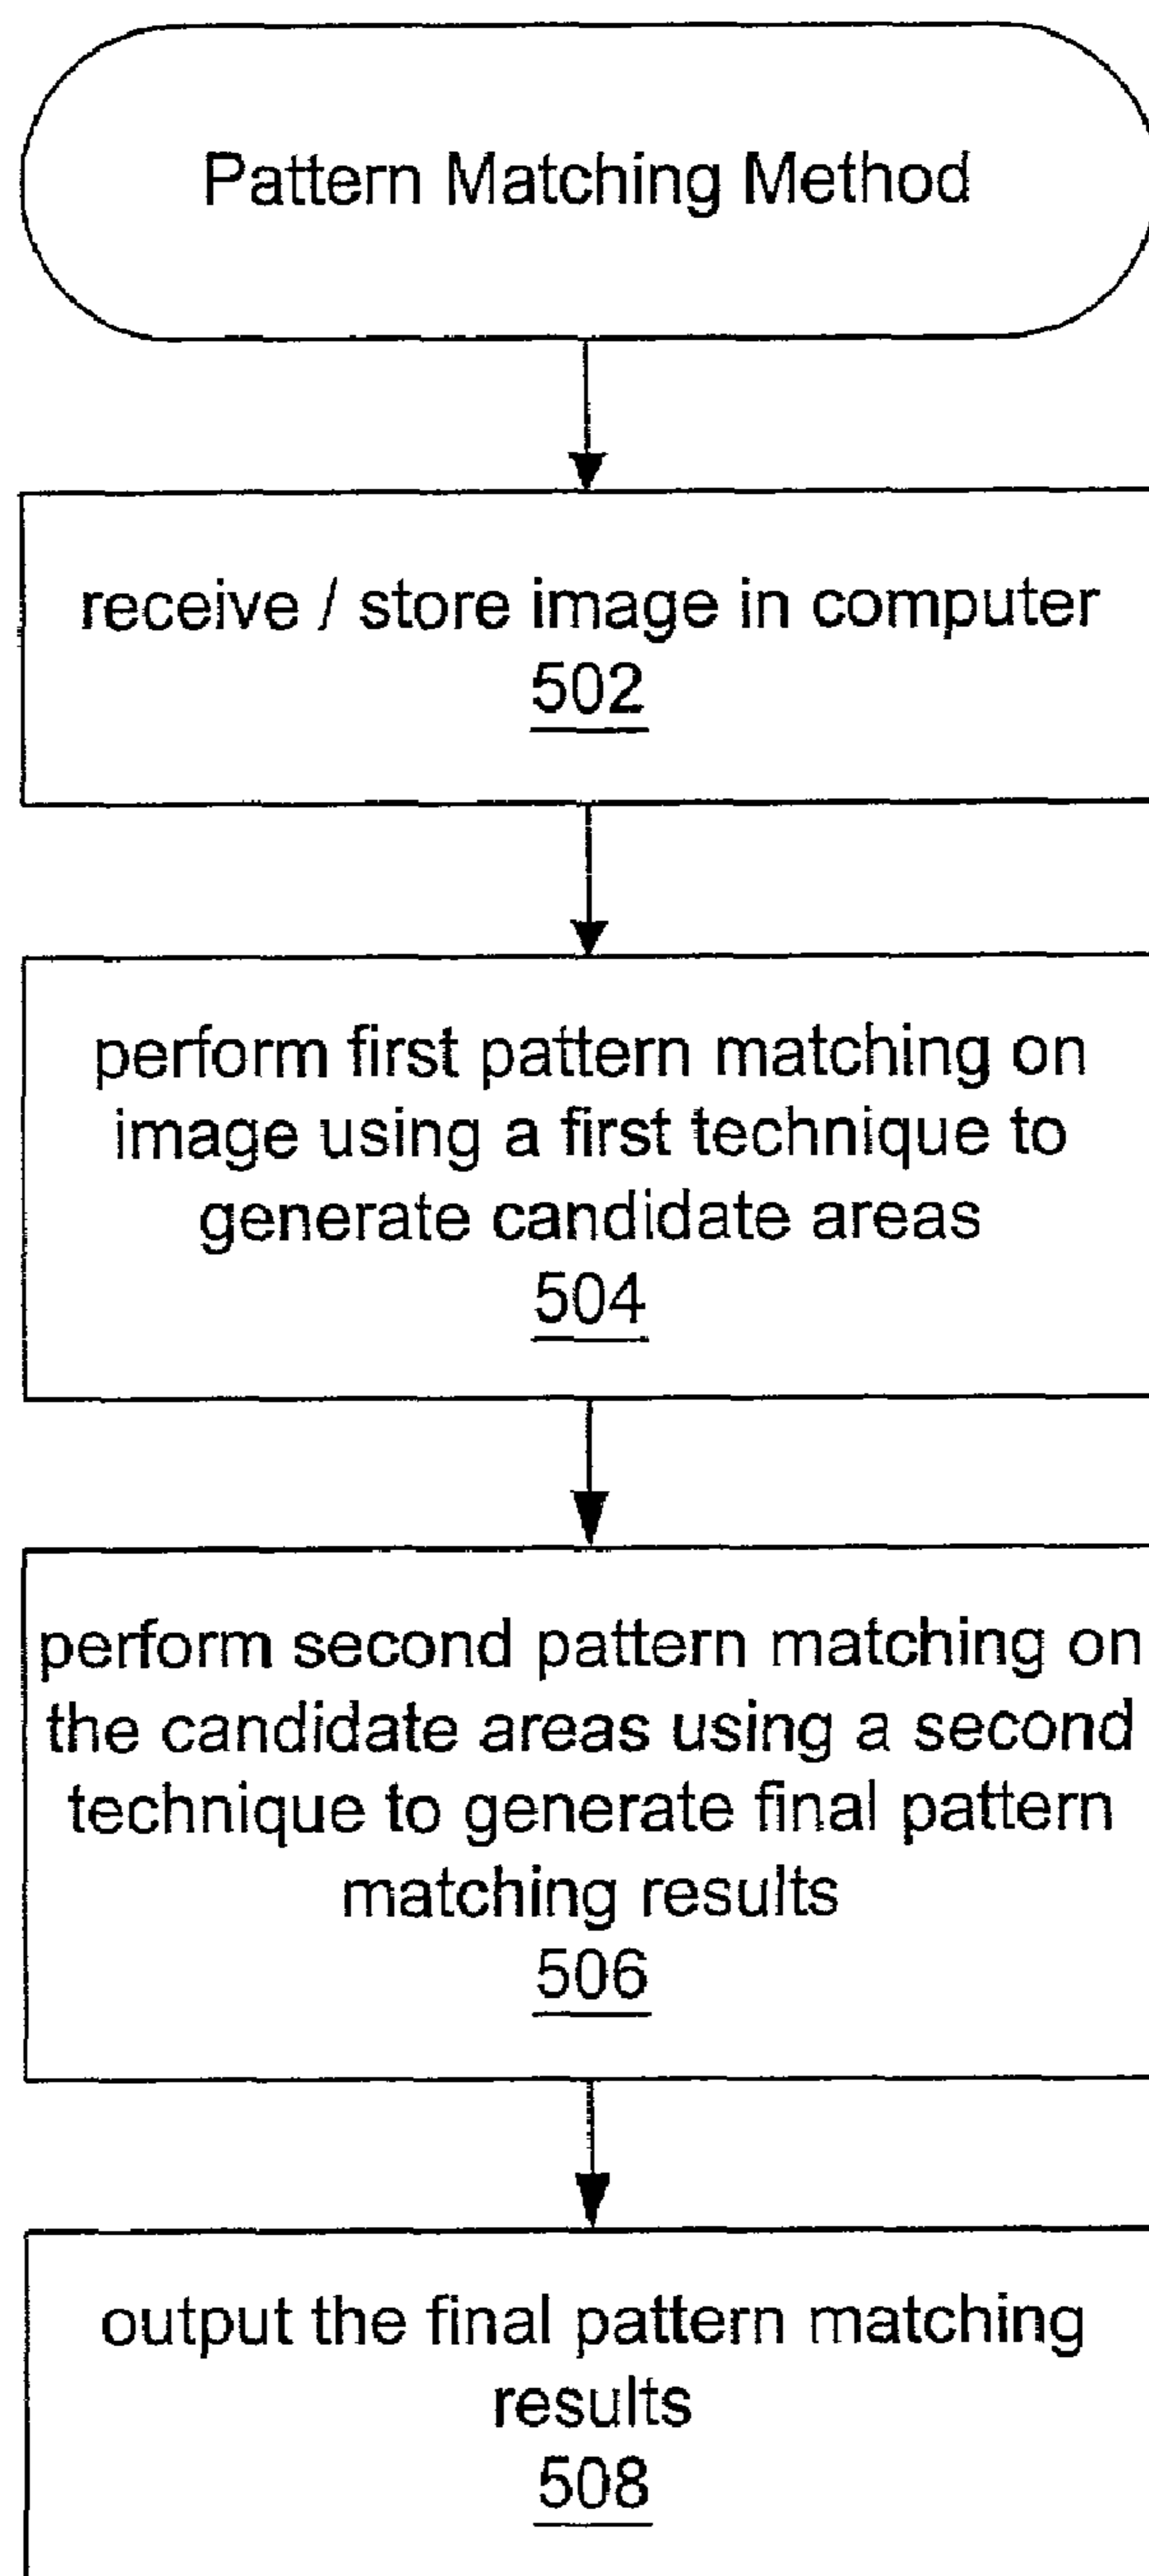 Pattern Matching Method
receive / store image in computer
502
perform first pattern matching on
image using a first technique to
generate candidate areas
504
perform second pattern matching on
the candidate areas using a second
technique to generate final pattern
matching results
506
output the final pattern matching
results
508